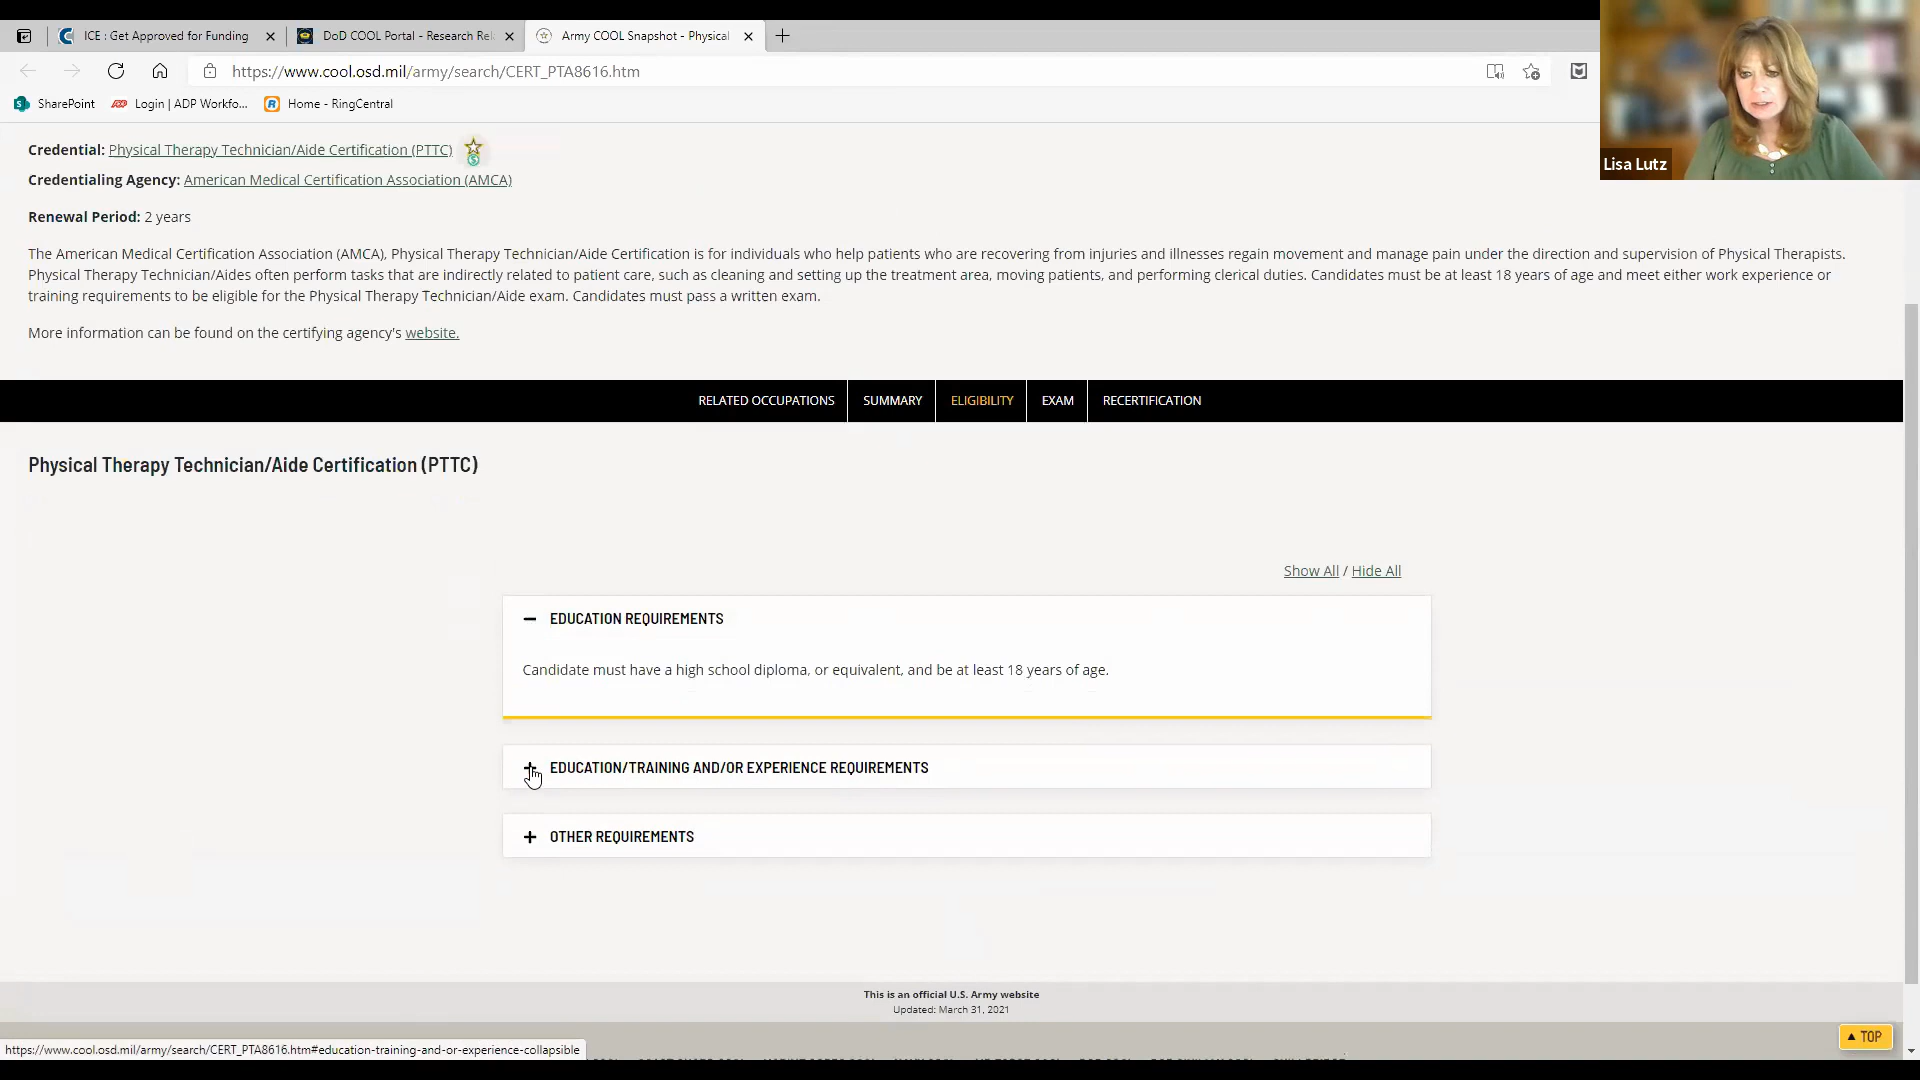 ICE : Get Approved for Funding
DoD COOL Portal - Research Rel
Army COOL Snapshot - Physical
https://www.cool.osd.mil/army/search/CERT_PTA8616.htm
SharePoint
Login | ADP Workfo...
Home - RingCentral
Lisa Lutz
Credential: Physical Therapy Technician/Aide Certification (PTTC)
Credentialing Agency: American Medical Certification Association (AMCA)
Renewal Period: 2 years
The American Medical Certification Association (AMCA), Physical Therapy Technician/Aide Certification is for individuals who help patients who are recovering from injuries and illnesses regain movement and manage pain under the direction and supervision of Physical Therapists.
Physical Therapy Technician/Aides often perform tasks that are indirectly related to patient care, such as cleaning and setting up the treatment area, moving patients, and performing clerical duties. Candidates must be at least 18 years of age and meet either work experience or
training requirements to be eligible for the Physical Therapy Technician/Aide exam. Candidates must pass a written exam.
More information can be found on the certifying agency's website.
RELATED OCCUPATIONS SUMMARY ELIGIBILITY EXAM RECERTIFICATION
Physical Therapy Technician/Aide Certification (PTTC)
Show All / Hide All
EDUCATION REQUIREMENTS
Candidate must have a high school diploma, or equivalent, and be at least 18 years of age.
EDUCATION/TRAINING AND/OR EXPERIENCE REQUIREMENTS
OTHER REQUIREMENTS
This is an official U.S. Army website
Updated: March 31, 2021
TOP
https://www.cool.osd.mil/army/search/CERT_PTA8616.htm#education-training-and-or-experience-collapsible